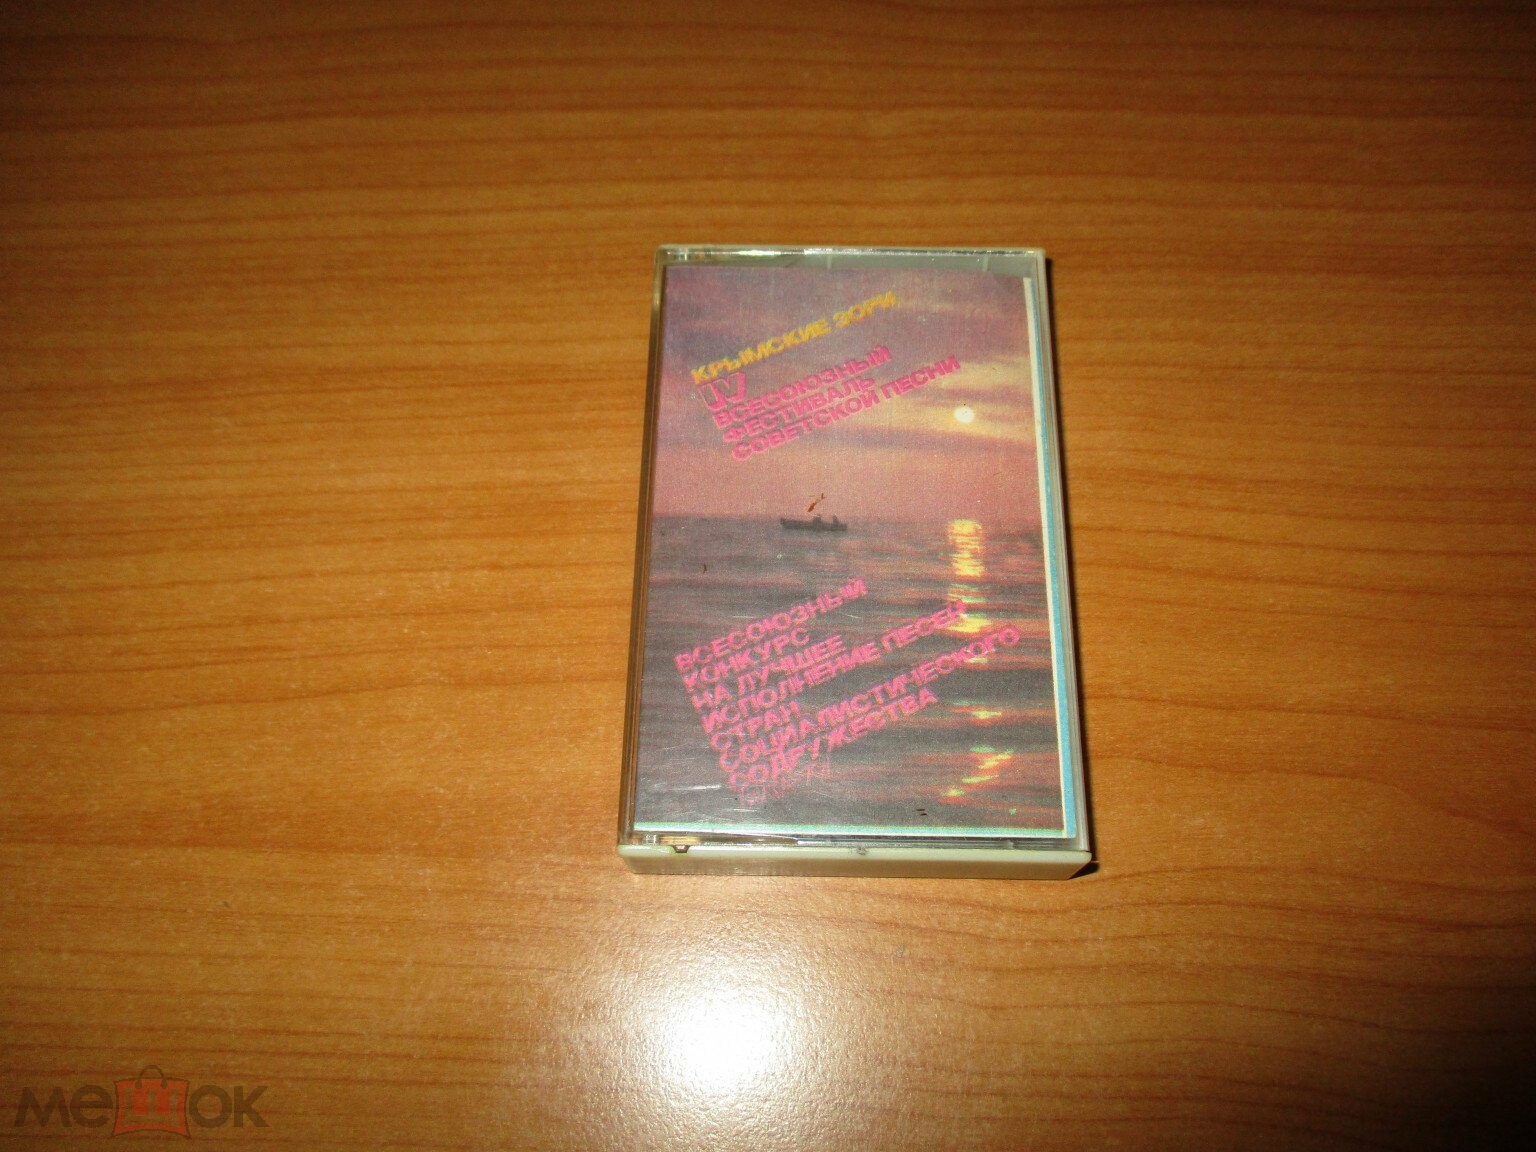 КРЫМСКИЕ ЗОРИ
IV
ВСЕСОЮЗНЫЙ
ФЕСТИВАЛЬ
СОВЕТСКОЙ ПЕСНИ
ВСЕСОЮЗНЫЙ
КОНКУРС
НА ЛУЧШЕЕ
ИСПОЛНЕНИЕ ПЕСЕН
СТРАН
СОЦИАЛИСТИЧЕСКОГО
СОДРУЖЕСТВА
мешок